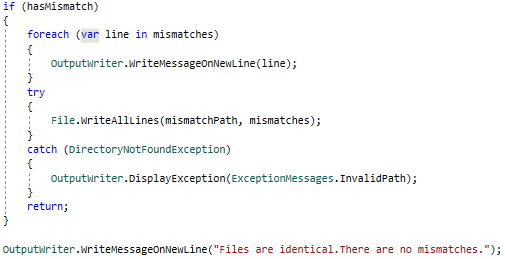 if (hasMismatch)
{
    foreach (var line in mismatches)
    {
        OutputWriter.WriteMessageOnNewLine(line);
    }
    try
    {
        File.WriteAllLines(mismatchPath, mismatches);
    }
    catch (DirectoryNotFoundException)
    {
        OutputWriter.DisplayException(ExceptionMessages.InvalidPath);
    }
    return;
}

OutputWriter.WriteMessageOnNewLine("Files are identical.There are no mismatches.");